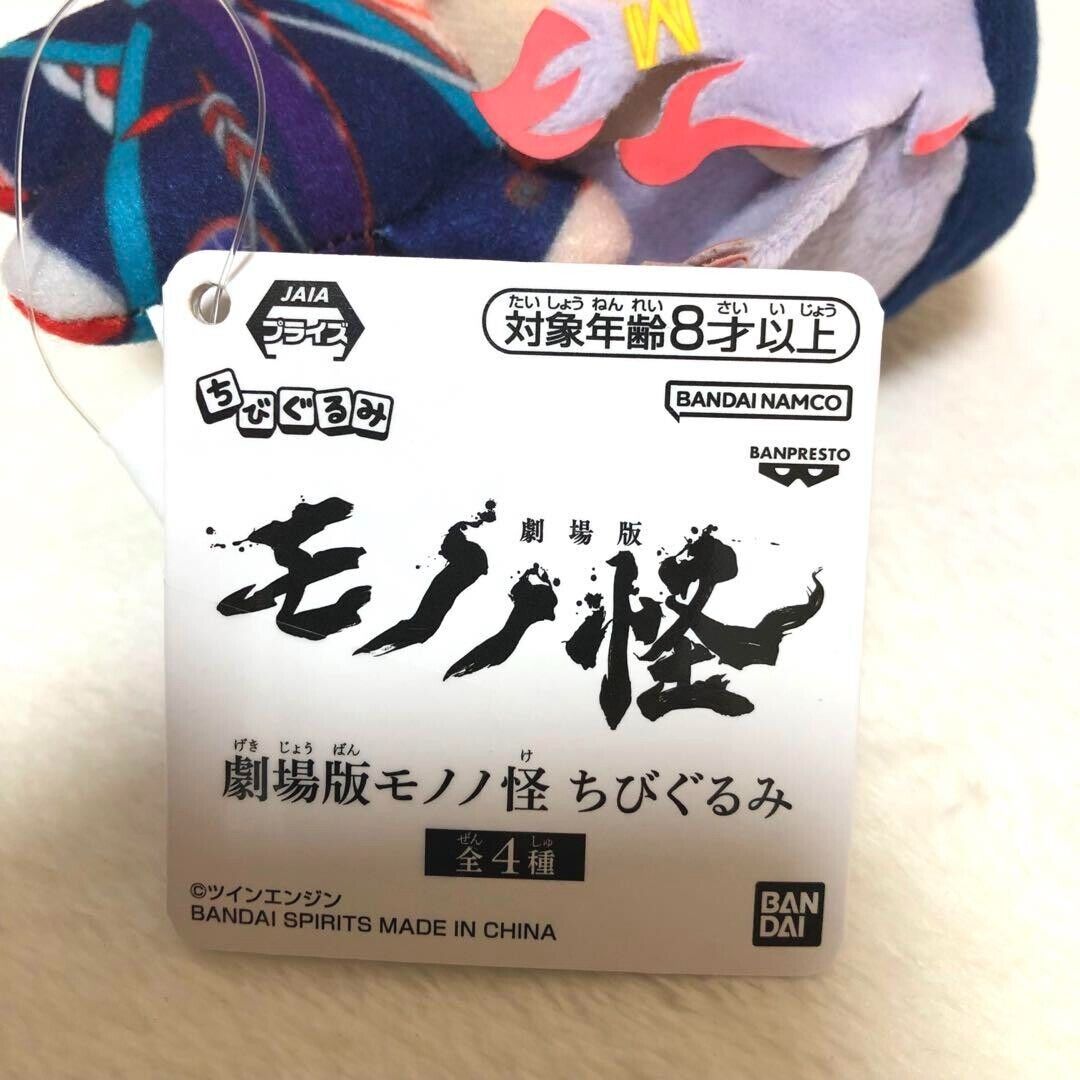 JAIA
プライズ
たいしょうねんれい さいいじょう
対象年齢8才以上
ちびぐるみ
BANDAI NAMCO
BANPRESTO
劇場版
モノノ怪
げきじょうばん け
劇場版モノノ怪 ちびぐるみ
ぜん しゅ
全4種
©ツインエンジン
BANDAI SPIRITS MADE IN CHINA
BAN
DAI